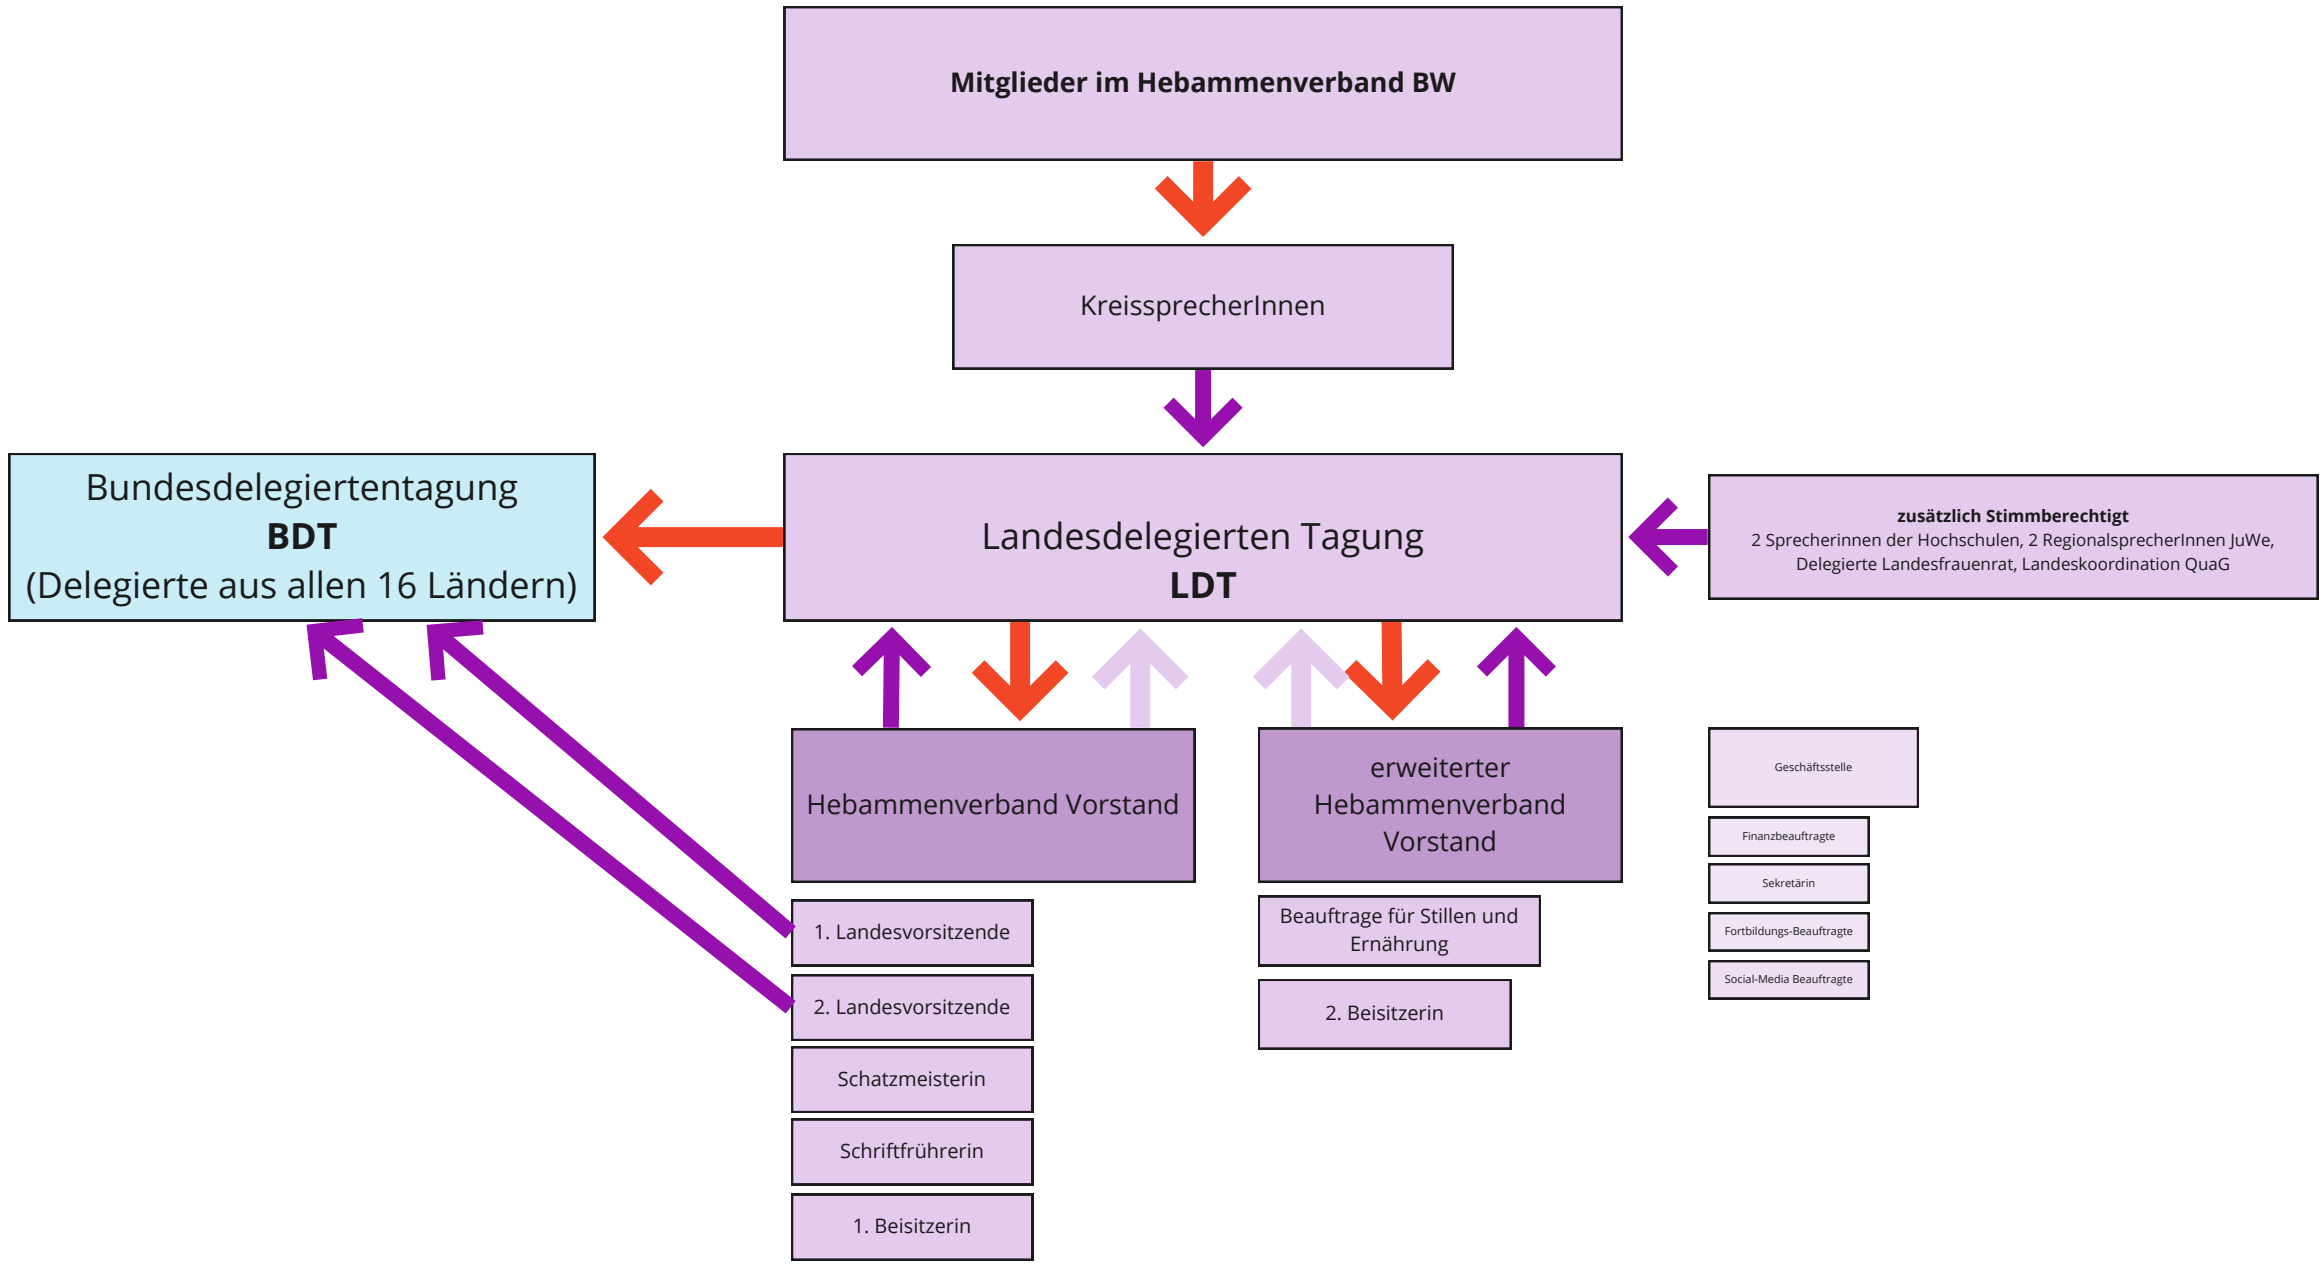 Mitglieder im Hebammenverband BW
KreissprecherInnen
Bundesdelegiertentagung
BDT
(Delegierte aus allen 16 Ländern)
Landesdelegierten Tagung
LDT
zusätzlich Stimmberechtigt
2 Sprecherinnen der Hochschulen, 2 RegionalsprecherInnen JuWe,
Delegierte Landesfrauenrat, Landeskoordination QuaG
Hebammenverband Vorstand
1. Landesvorsitzende
2. Landesvorsitzende
Schatzmeisterin
Schriftfrührerin
1. Beisitzerin
erweiterter
Hebammenverband
Vorstand
Beauftrage für Stillen und
Ernährung
2. Beisitzerin
Geschäftsstelle
Finanzbeauftragte
Sekretärin
Fortbildungs-Beauftragte
Social-Media Beauftragte